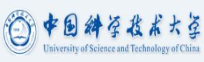 中国科学技术大学
University of Science and Technology of China